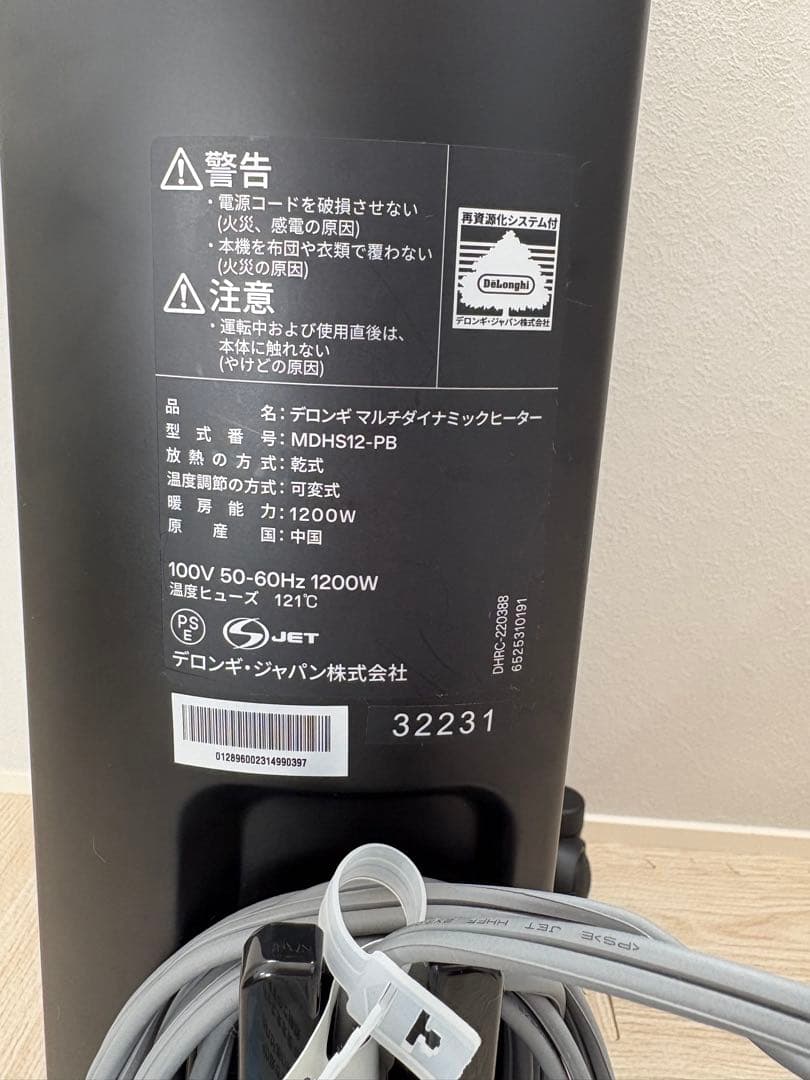 警告
・電源コードを破損させない
(火災、感電の原因)
・本機を布団や衣類で覆わない
(火災の原因)
注意
・運転中および使用直後は、
本体に触れない
(やけどの原因)
再資源化システム付
DēLonghi
デロンギ・ジャパン株式会社
品名：デロンギ マルチダイナミックヒーター
型式番号：MDHS12-PB
放熱の方式：乾式
温度調節の方式：可変式
暖房能力：1200W
原産国：中国
100V 50-60Hz 1200W
温度ヒューズ 121℃
PS
E
JET
デロンギ・ジャパン株式会社
DHRC-220388
6525310191
012896002314990397
32231
<PS>E JET HHFF